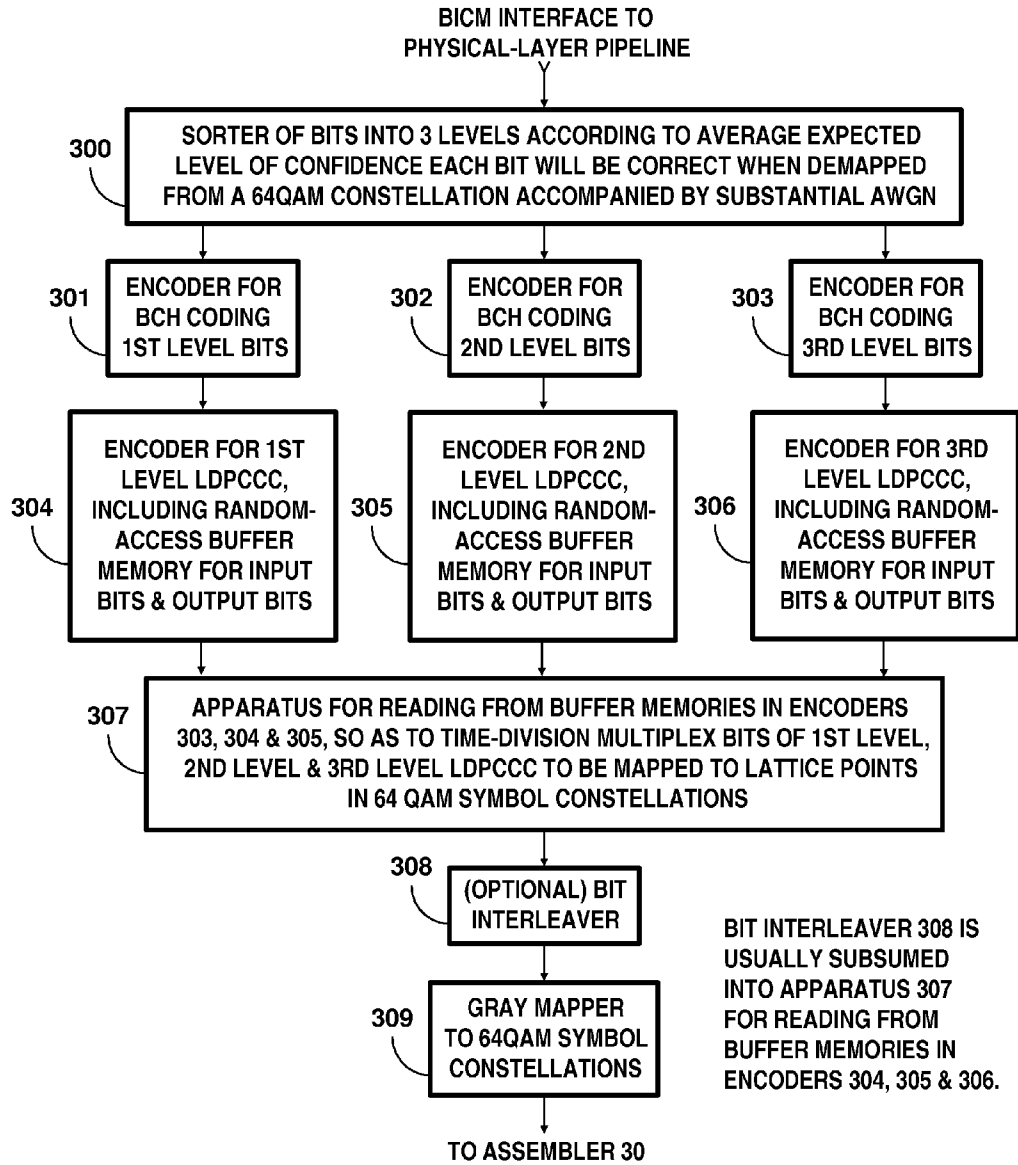 BICM INTERFACE TO
PHYSICAL-LAYER PIPELINE
300
SORTER OF BITS INTO 3 LEVELS ACCORDING TO AVERAGE EXPECTED
LEVEL OF CONFIDENCE EACH BIT WILL BE CORRECT WHEN DEMAPPED
FROM A 64QAM CONSTELLATION ACCOMPANIED BY SUBSTANTIAL AWGN
301
ENCODER FOR
BCH CODING
1ST LEVEL BITS
302
ENCODER FOR
BCH CODING
2ND LEVEL BITS
303
ENCODER FOR
BCH CODING
3RD LEVEL BITS
304
ENCODER FOR 1ST
LEVEL LDPCCC,
INCLUDING RANDOM-
ACCESS BUFFER
MEMORY FOR INPUT
BITS & OUTPUT BITS
305
ENCODER FOR 2ND
LEVEL LDPCCC,
INCLUDING RANDOM-
ACCESS BUFFER
MEMORY FOR INPUT
BITS & OUTPUT BITS
306
ENCODER FOR 3RD
LEVEL LDPCCC,
INCLUDING RANDOM-
ACCESS BUFFER
MEMORY FOR INPUT
BITS & OUTPUT BITS
307
APPARATUS FOR READING FROM BUFFER MEMORIES IN ENCODERS
303, 304 & 305, SO AS TO TIME-DIVISION MULTIPLEX BITS OF 1ST LEVEL,
2ND LEVEL & 3RD LEVEL LDPCCC TO BE MAPPED TO LATTICE POINTS
IN 64 QAM SYMBOL CONSTELLATIONS
308
(OPTIONAL) BIT
INTERLEAVER
309
GRAY MAPPER
TO 64QAM SYMBOL
CONSTELLATIONS
BIT INTERLEAVER 308 IS
USUALLY SUBSUMED
INTO APPARATUS 307
FOR READING FROM
BUFFER MEMORIES IN
ENCODERS 304, 305 & 306.
TO ASSEMBLER 30